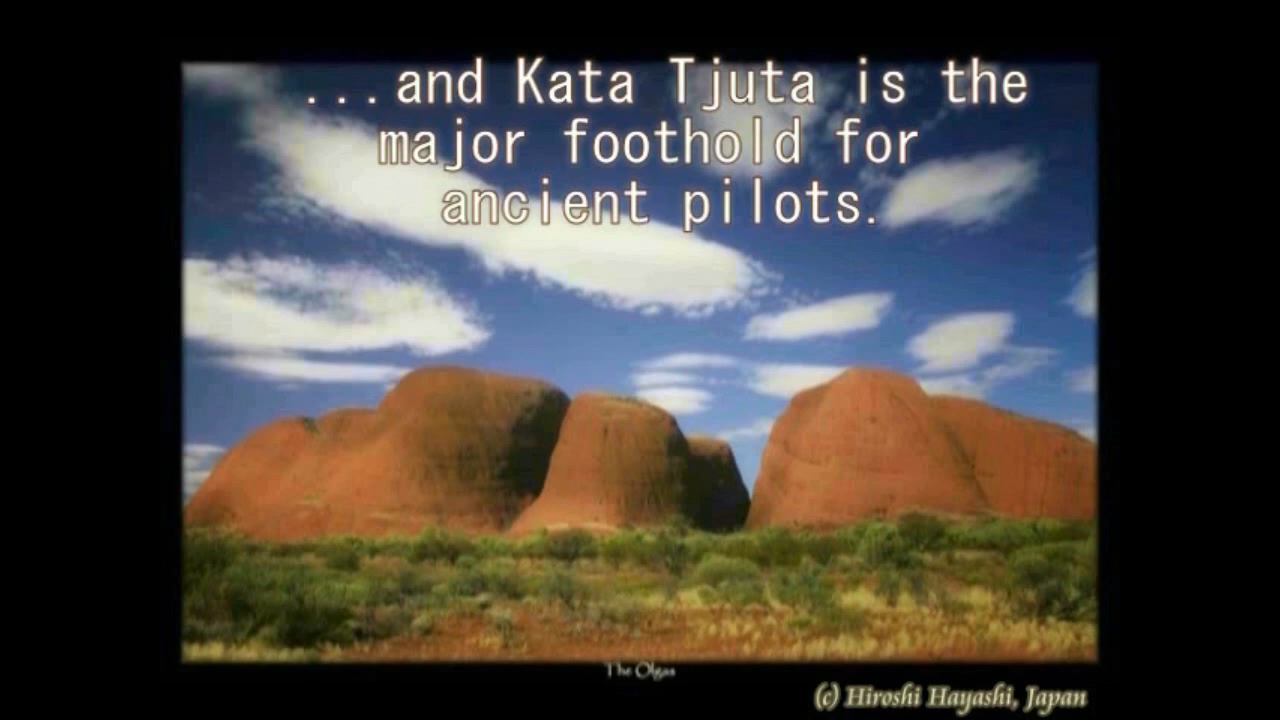 ...and Kata Tjuta is the
major foothold for
ancient pilots.
The Olgas
(c) Hiroshi Hayashi, Japan